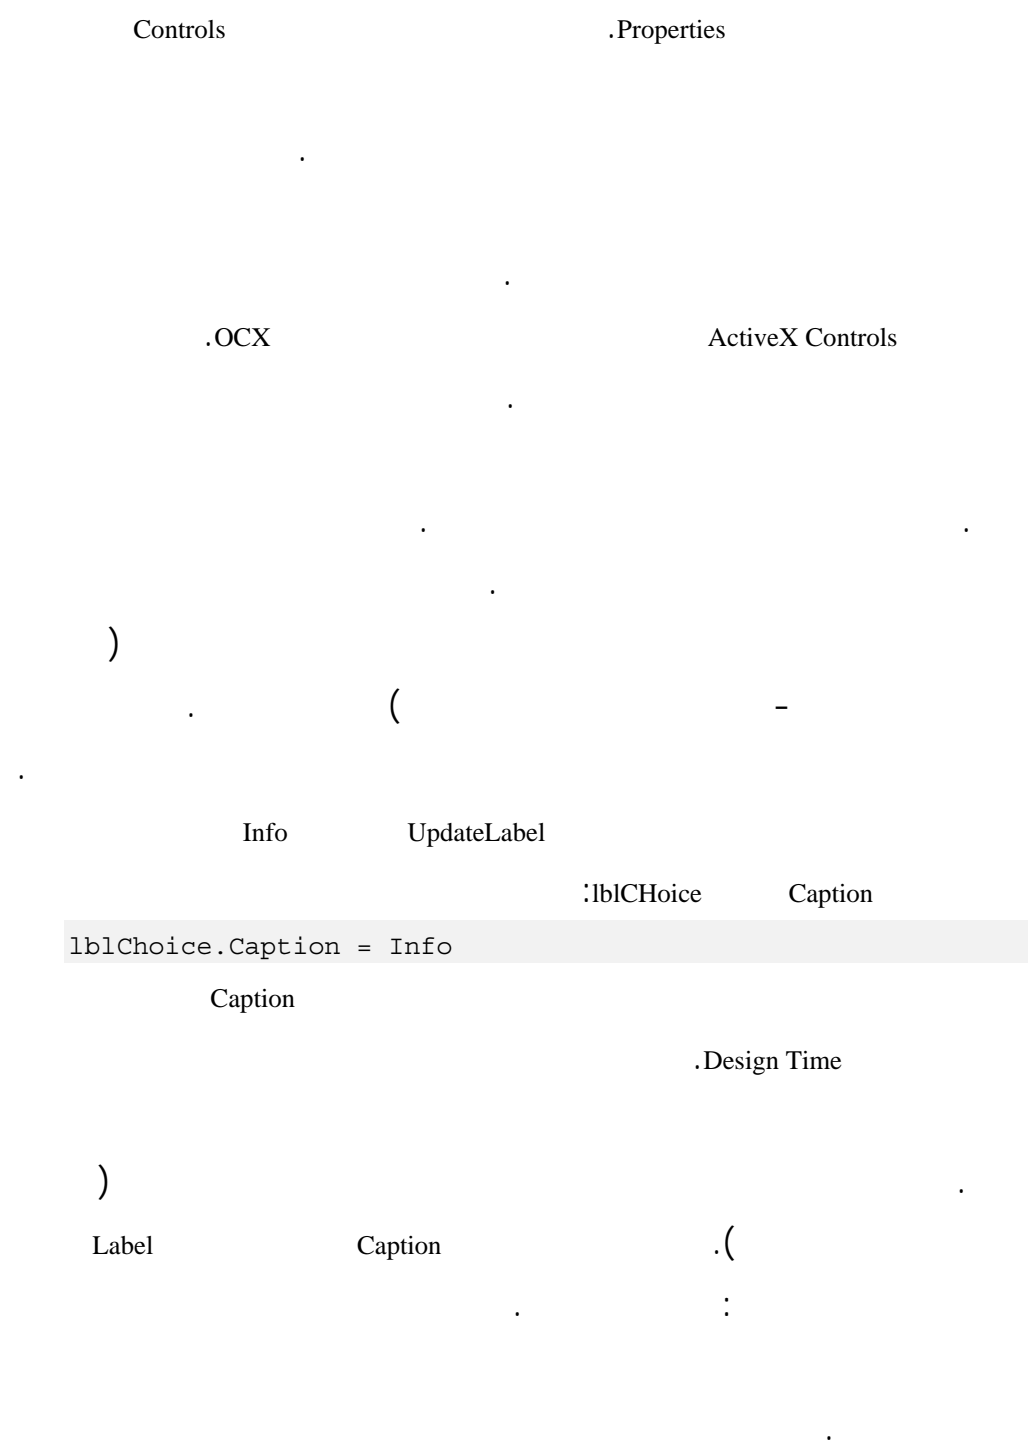 Controls .Properties
.
.
.OCX ActiveX Controls
.
. .
.
)
. ( -
.
Info UpdateLabel
:lblCHoice Caption
lblChoice.Caption = Info
Caption
.Design Time
) .
Label Caption .(
. :
.